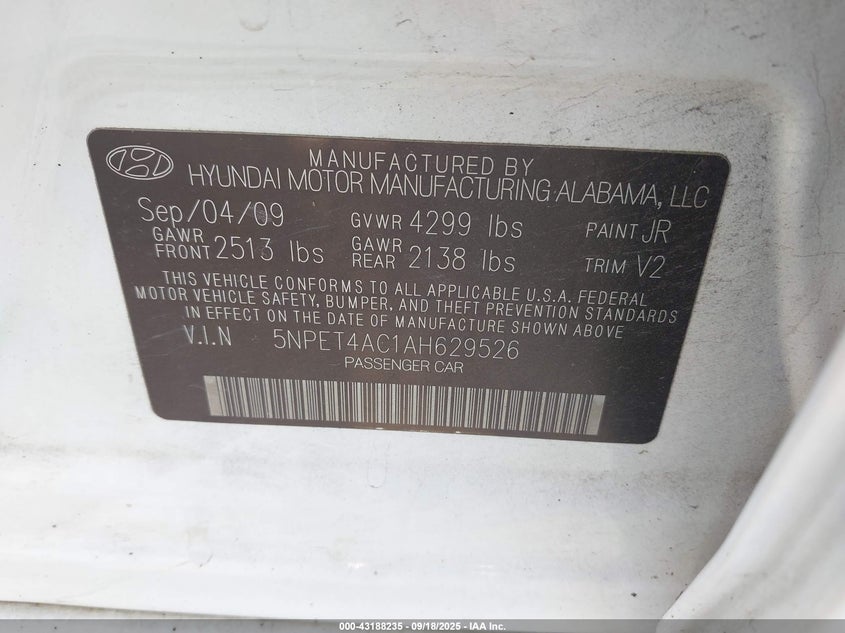 MANUFACTURED BY
HYUNDAI MOTOR MANUFACTURING ALABAMA, LLC
Sep/04/09 GVWR 4299 lbs PAINT JR
GAWR FRONT 2513 lbs GAWR REAR 2138 lbs TRIM V2
THIS VEHICLE CONFORMS TO ALL APPLICABLE U.S.A. FEDERAL
MOTOR VEHICLE SAFETY, BUMPER, AND THEFT PREVENTION STANDARDS
IN EFFECT ON THE DATE OF MANUFACTURE SHOWN ABOVE
V.I.N 5NPET4AC1AH629526
PASSENGER CAR
000-43188235 - 09/18/2025 - IAA Inc.